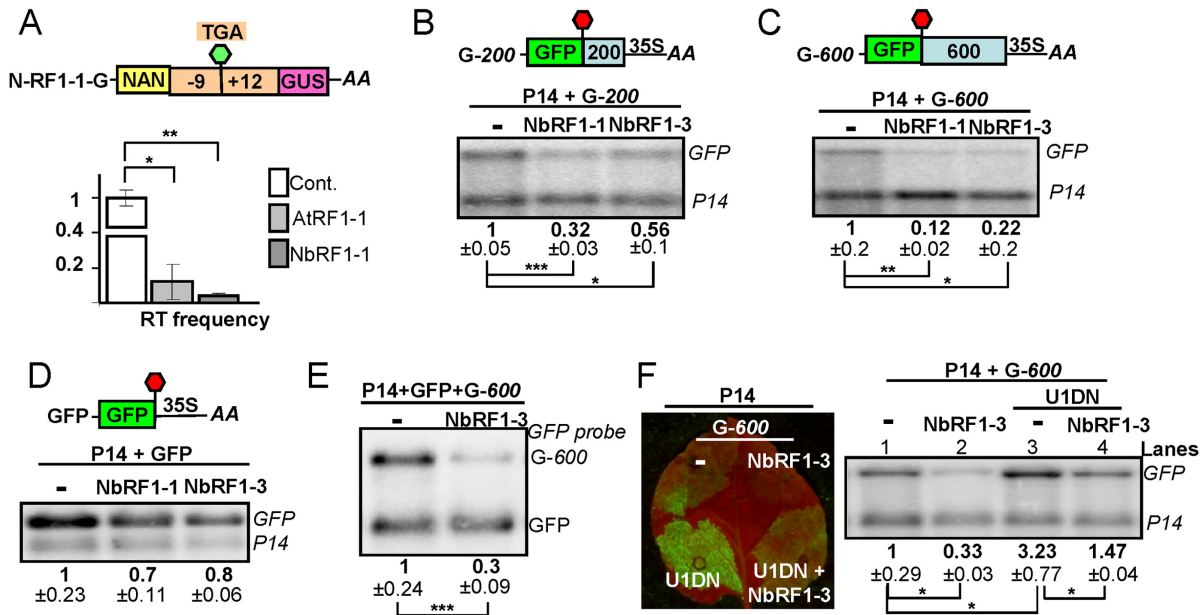 A
TGA
N-RF1-1-G NAN -9 +12 GUS AA
**
*
1
0.4
0.2
Cont.
AtRF1-1
NbRF1-1
RT frequency
B
G-200 GFP 200 35S AA
P14 + G-200
- NbRF1-1 NbRF1-3
GFP
P14
1 0.32 0.56
±0.05 ±0.03 ±0.1
***
*
C
G-600 GFP 600 35S AA
P14 + G-600
- NbRF1-1 NbRF1-3
GFP
P14
1 0.12 0.22
±0.2 ±0.02 ±0.2
**
*
D
GFP GFP 35S AA
P14 + GFP
- NbRF1-1 NbRF1-3
GFP
P14
1 0.7 0.8
±0.23 ±0.11 ±0.06
E
P14+GFP+G-600
- NbRF1-3
GFP probe
G-600
GFP
1 0.3
±0.24 ±0.09
***
F
P14
G-600
- NbRF1-3
U1DN U1DN +
NbRF1-3
P14 + G-600
U1DN
- NbRF1-3 - NbRF1-3
1 2 3 4 Lanes
GFP
P14
1 0.33 3.23 1.47
±0.29 ±0.03 ±0.77 ±0.04
* *
*